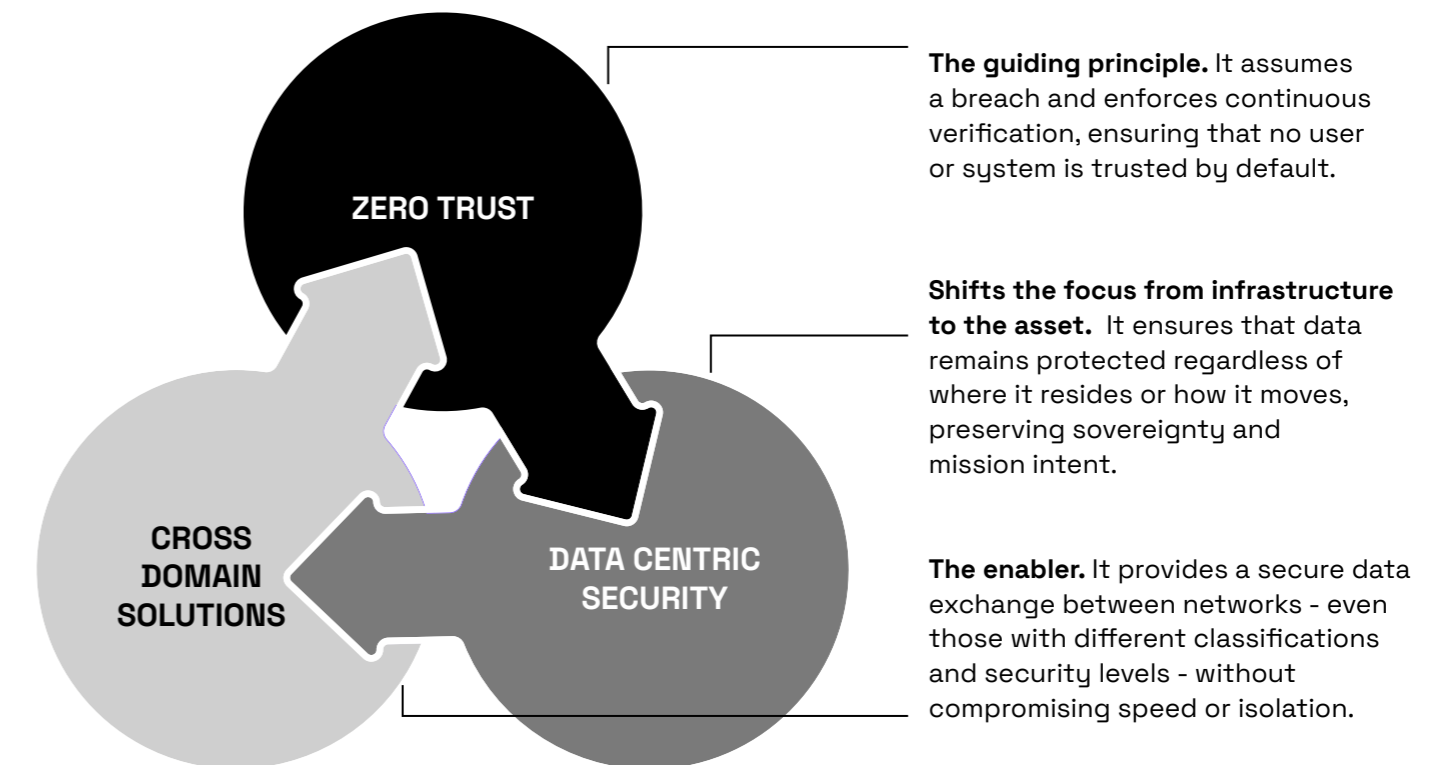 ZERO TRUST
The guiding principle. It assumes
a breach and enforces continuous
verification, ensuring that no user
or system is trusted by default.
Shifts the focus from infrastructure
to the asset.  It ensures that data
remains protected regardless of
where it resides or how it moves,
preserving sovereignty and
mission intent.
CROSS
DOMAIN
SOLUTIONS
DATA CENTRIC
SECURITY
The enabler. It provides a secure data
exchange between networks - even
those with different classifications
and security levels - without
compromising speed or isolation.